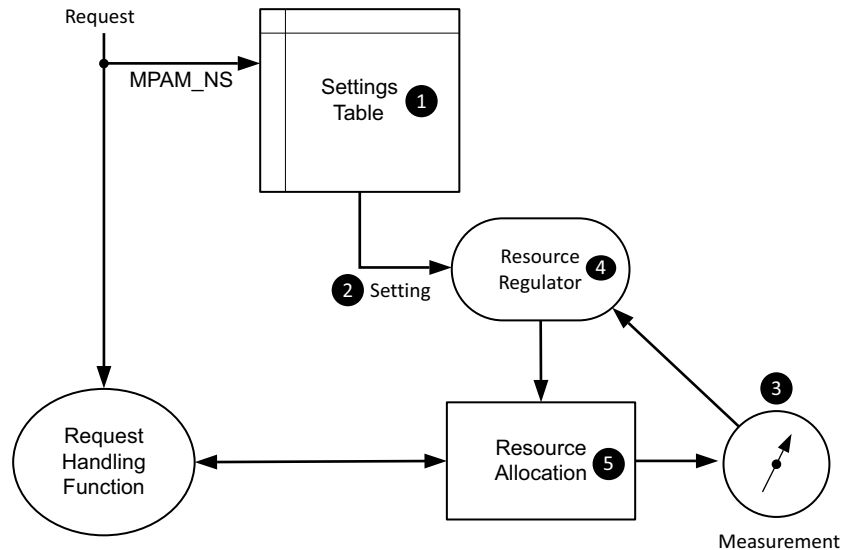 Request
MPAM_NS
Settings
Table
1
2 Setting
Resource
Regulator
4
3
Request
Handling
Function
Resource
Allocation
5
Measurement